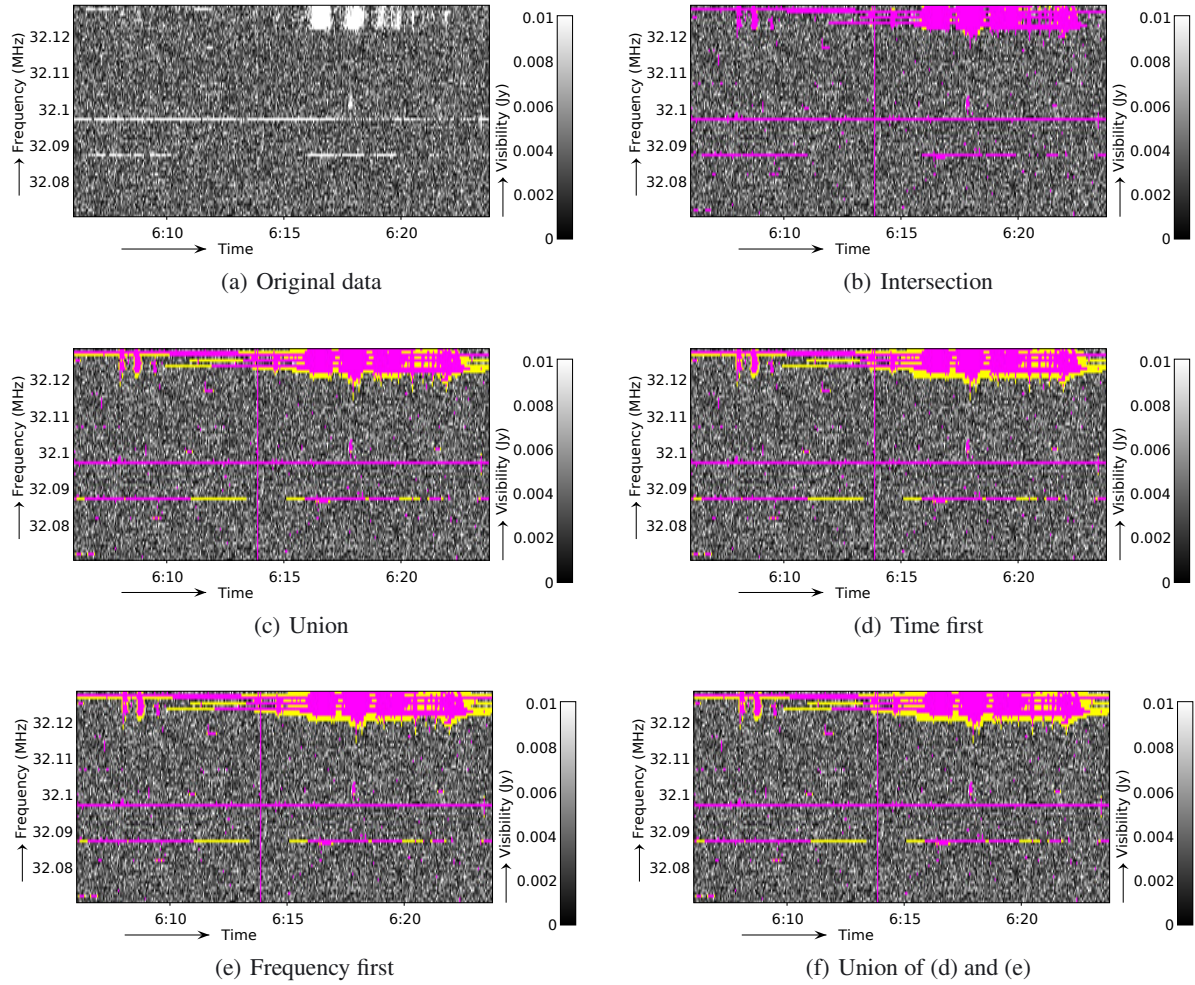 0.01
32.12
0.008
32.11
0.006
32.1
0.004
32.09
0.002
32.08
0
Frequency (MHz)
Visibility (Jy)
6:10 6:15 6:20
Time
(a) Original data
0.01
32.12
0.008
32.11
0.006
32.1
0.004
32.09
0.002
32.08
0
Frequency (MHz)
Visibility (Jy)
6:10 6:15 6:20
Time
(b) Intersection
0.01
32.12
0.008
32.11
0.006
32.1
0.004
32.09
0.002
32.08
0
Frequency (MHz)
Visibility (Jy)
6:10 6:15 6:20
Time
(c) Union
0.01
32.12
0.008
32.11
0.006
32.1
0.004
32.09
0.002
32.08
0
Frequency (MHz)
Visibility (Jy)
6:10 6:15 6:20
Time
(d) Time first
0.01
32.12
0.008
32.11
0.006
32.1
0.004
32.09
0.002
32.08
0
Frequency (MHz)
Visibility (Jy)
6:10 6:15 6:20
Time
(e) Frequency first
0.01
32.12
0.008
32.11
0.006
32.1
0.004
32.09
0.002
32.08
0
Frequency (MHz)
Visibility (Jy)
6:10 6:15 6:20
Time
(f) Union of (d) and (e)